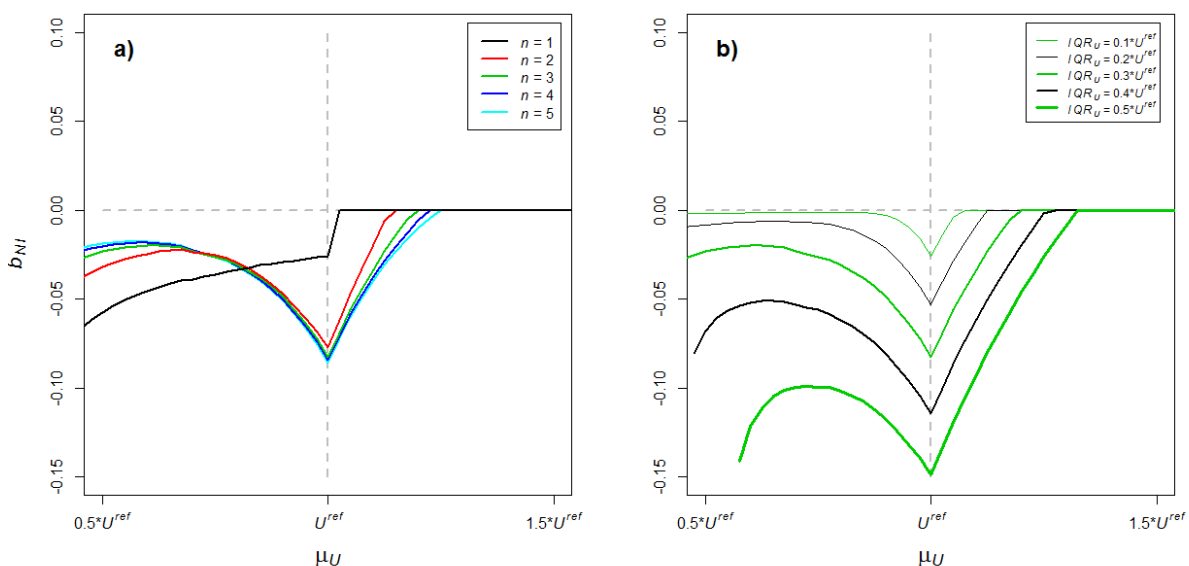 a)
n = 1
n = 2
n = 3
n = 4
n = 5
0.10
0.05
0.00
-0.05
-0.10
-0.15
b_NI
0.5*U^ref
U^ref
1.5*U^ref
μ_U
b)
IQR_U = 0.1*U^ref
IQR_U = 0.2*U^ref
IQR_U = 0.3*U^ref
IQR_U = 0.4*U^ref
IQR_U = 0.5*U^ref
0.10
0.05
0.00
-0.05
-0.10
-0.15
0.5*U^ref
U^ref
1.5*U^ref
μ_U